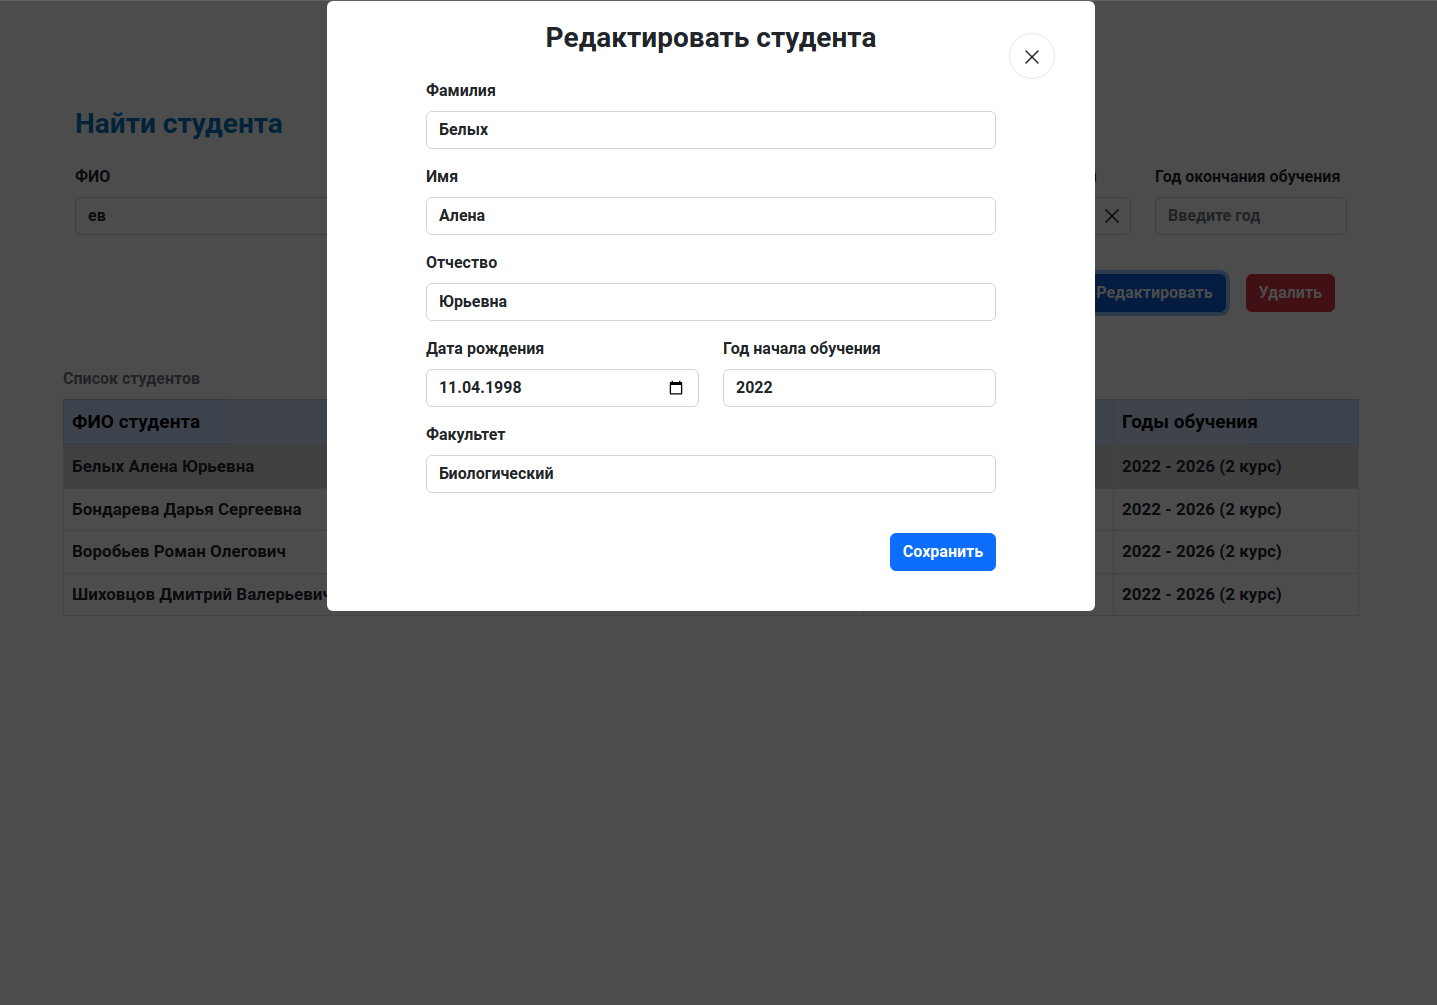 Редактировать студента
Фамилия
Белых
Имя
Алена
Отчество
Юрьевна
Дата рождения Год начала обучения
11.04.1998 2022
Факультет
Биологический
Сохранить
Найти студента
ФИО Год окончания обучения
ев Введите год
Редактировать Удалить
Список студентов
ФИО студента Годы обучения
Белых Алена Юрьевна 2022 - 2026 (2 курс)
Бондарева Дарья Сергеевна 2022 - 2026 (2 курс)
Воробьев Роман Олегович 2022 - 2026 (2 курс)
Шиховцов Дмитрий Валерьевич 2022 - 2026 (2 курс)